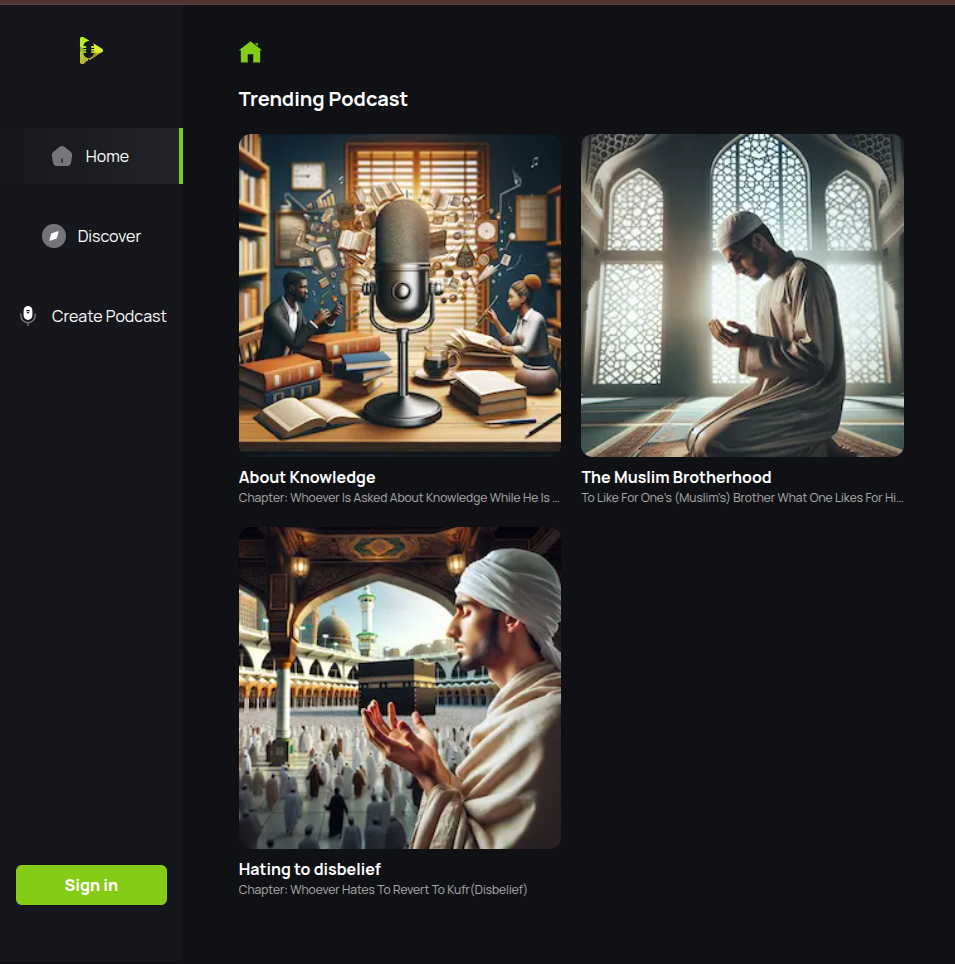 Home
Discover
Create Podcast
Sign in
Trending Podcast
About Knowledge
Chapter: Whoever Is Asked About Knowledge While He Is ...
The Muslim Brotherhood
To Like For One's (Muslim's) Brother What One Likes For Hi...
Hating to disbelief
Chapter: Whoever Hates To Revert To Kufr(Disbelief)